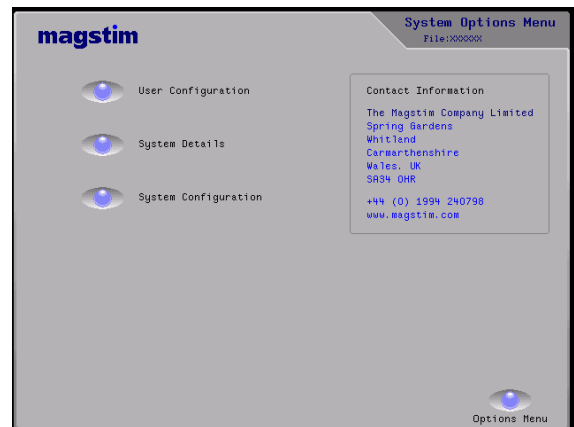 magstim
System Options Menu
File:XXXXXX
User Configuration
System Details
System Configuration
Contact Information
The Magstim Company Limited
Spring Gardens
Whitland
Carmarthenshire
Wales. UK
SA34 0HR
+44 (0) 1994 240798
www.magstim.com
Options Menu